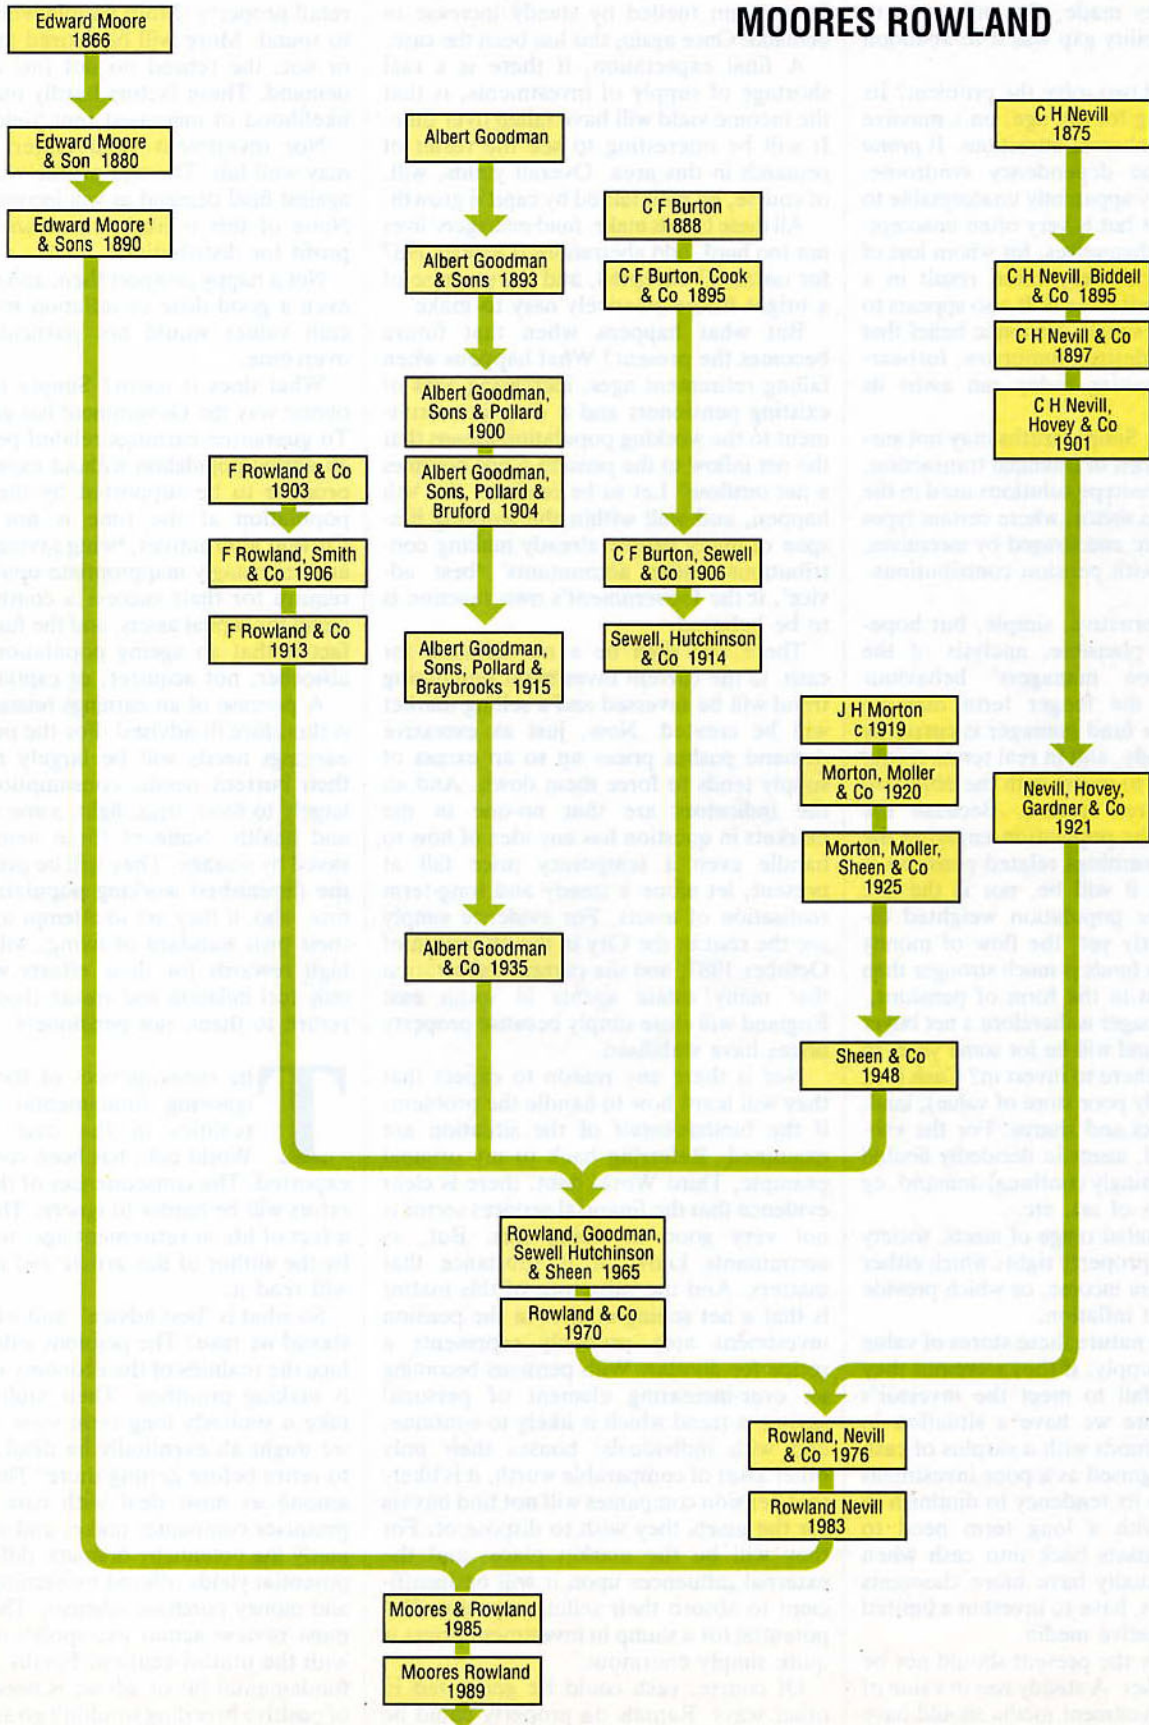 MOORES ROWLAND
Edward Moore
1866
Edward Moore
& Son 1880
Edward Moore
& Sons 1890
Albert Goodman
Albert Goodman
& Sons 1893
Albert Goodman,
Sons & Pollard
1900
Albert Goodman,
Sons, Pollard &
Bruford 1904
Albert Goodman,
Sons, Pollard &
Braybrooks 1915
Albert Goodman
& Co 1935
F Rowland & Co
1903
F Rowland, Smith
& Co 1906
F Rowland & Co
1913
C F Burton,
1888
C F Burton, Cook
& Co 1895
C F Burton, Sewell
& Co 1906
Sewell, Hutchinson
& Co 1914
C H Nevill
1875
C H Nevill, Biddell
& Co 1895
C H Nevill & Co
1897
C H Nevill,
Hovey & Co
1901
Nevill, Hovey,
Gardner & Co
1921
J H Morton
c 1919
Morton, Moller
& Co 1920
Morton, Moller,
Sheen & Co
1925
Sheen & Co
1948
Rowland, Goodman,
Sewell Hutchinson
& Sheen 1965
Rowland & Co
1970
Rowland, Nevill
& Co 1976
Rowland Nevill
1983
Moores & Rowland
1985
Moores Rowland
1989